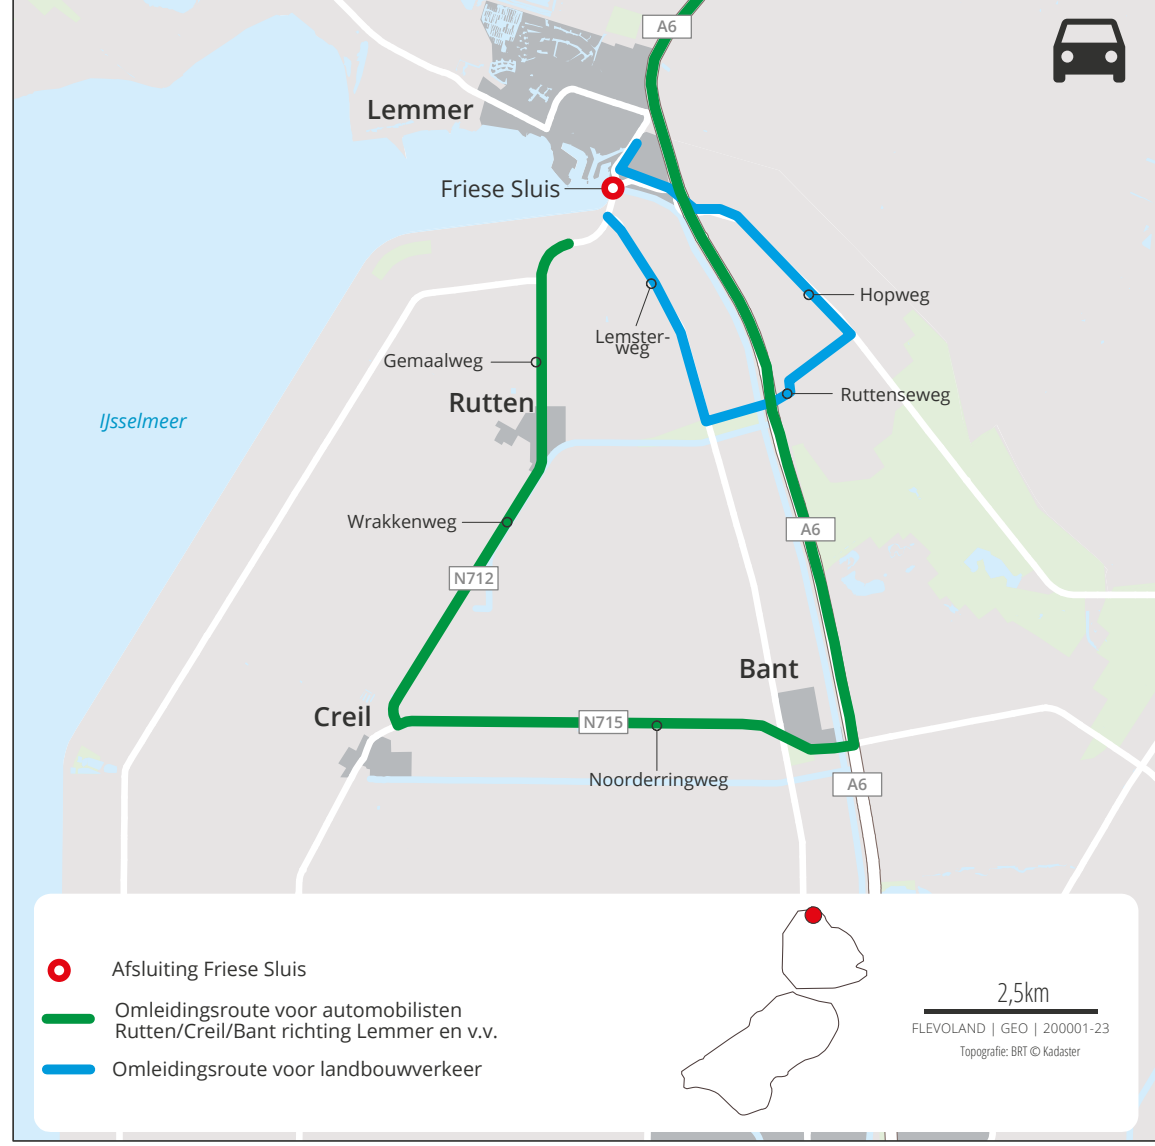 A6
Lemmer
Friese Sluis
Hopweg
Lemster-
weg
Gemaalweg
Ruttenseweg
Rutten
IJsselmeer
Wrakkenweg
A6
N712
Bant
Creil
N715
Noorderringweg
A6
Afsluiting Friese Sluis
Omleidingsroute voor automobilisten
Rutten/Creil/Bant richting Lemmer en v.v.
Omleidingsroute voor landbouwverkeer
2,5km
FLEVOLAND | GEO | 200001-23
Topografie: BRT © Kadaster